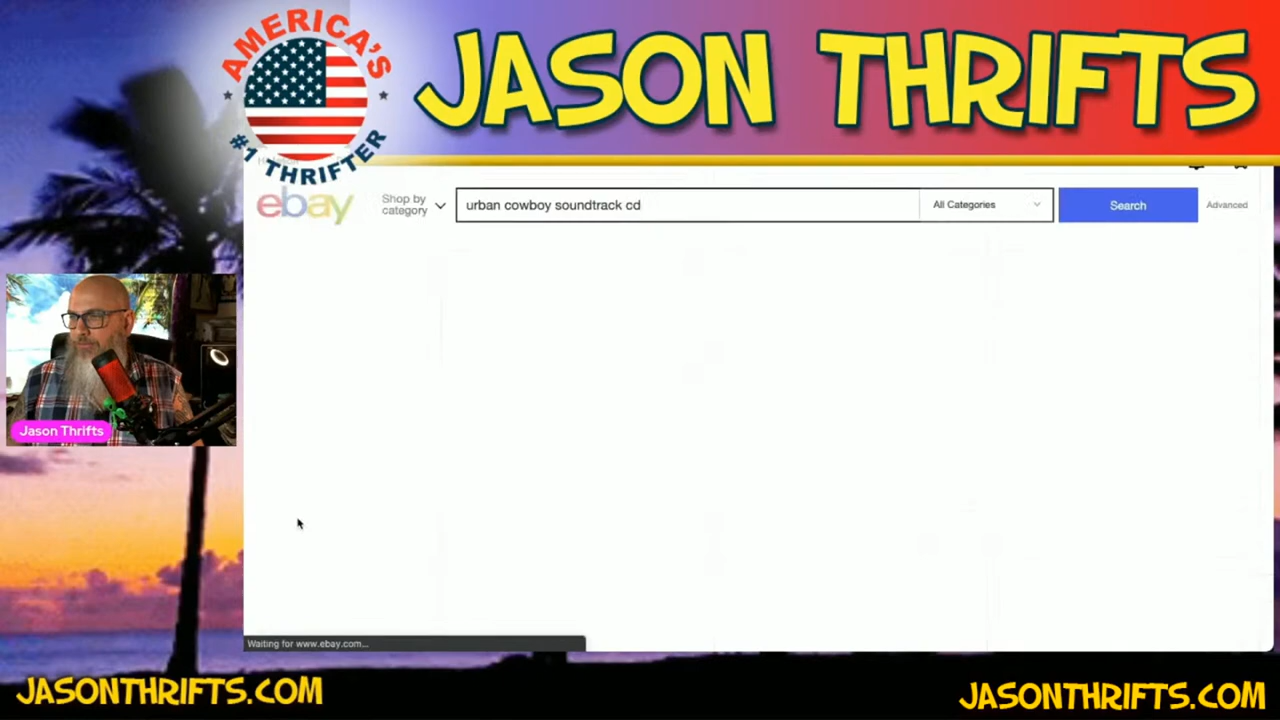 AMERICA'S
#1 THRIFTER
JASON THRIFTS
ebay
Shop by
category
urban cowboy soundtrack cd
All Categories
Search
Advanced
Jason Thrifts
Waiting for www.ebay.com...
JASONTHRIFTS.COM
JASONTHRIFTS.COM